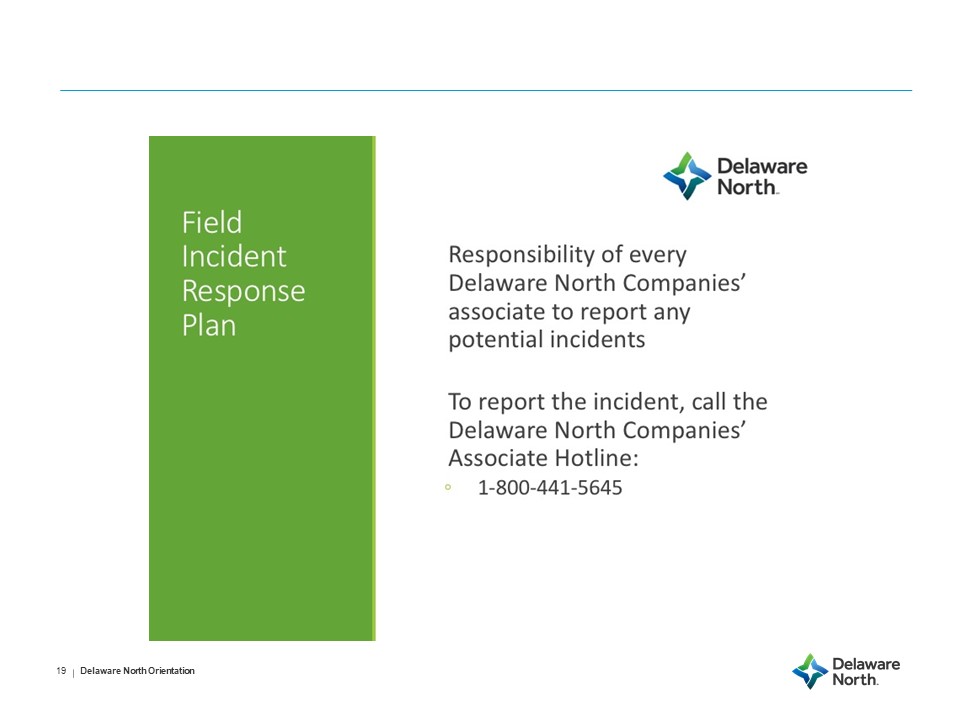 Field
Incident
Response
Plan
Delaware
North
Responsibility of every
Delaware North Companies’
associate to report any
potential incidents
To report the incident, call the
Delaware North Companies’
Associate Hotline:
◦ 1-800-441-5645
19 | Delaware North Orientation
Delaware
North.